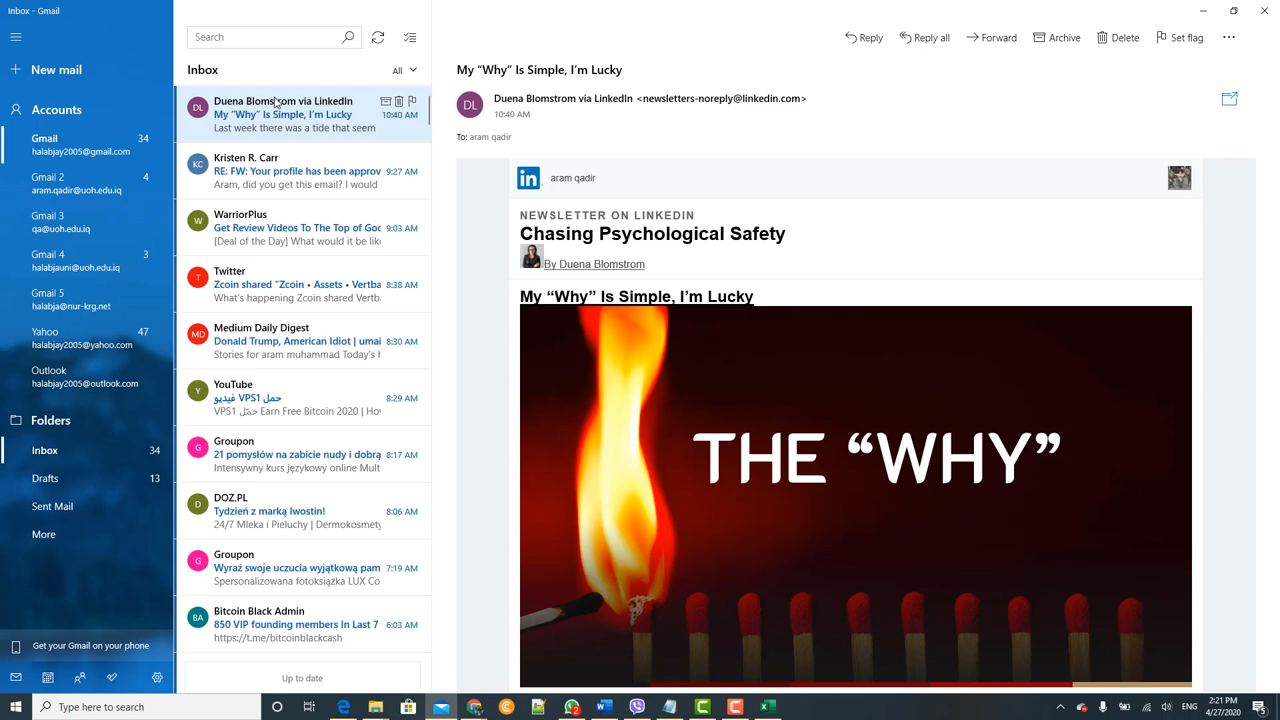 Inbox - Gmail
New mail
Accounts
Gmail 34
halabjay2005@gmail.com
Gmail 2 4
aram.qadir@uoh.edu.iq
Gmail 3
qa@uoh.edu.iq
Gmail 4 3
halabjayuni@uoh.edu.iq
Gmail 5
halabjay@nur-krg.net
Yahoo 47
halabjay2005@yahoo.com
Outlook
halabjay2005@outlook.com
Folders
Inbox 34
Drafts 13
Sent Mail
More
Get your Gmail on your phone
Search
Inbox
All
DL
Duena Blomstrom via LinkedIn
My “Why” Is Simple, I’m Lucky 10:40 AM
Last week there was a tide that seem
KC
Kristen R. Carr
RE: FW: Your profile has been approv 9:27 AM
Aram, did you get this email? I would
W
WarriorPlus
Get Review Videos To The Top of Goo 9:03 AM
[Deal of the Day] What would it be like
T
Twitter
Zcoin shared "Zcoin • Assets • Vertba 8:38 AM
What's happening Zcoin shared Vertb
MD
Medium Daily Digest
Donald Trump, American Idiot | umai 8:30 AM
Stories for aram muhammad Today's h
Y
YouTube
حمل VPS1 فيديو 8:29 AM
VPS1 حمّل Earn Free Bitcoin 2020 | Hov
G
Groupon
21 pomysłów na zabicie nudy i dobrą 8:17 AM
Intensywny kurs językowy online Mult
D
DOZ.PL
Tydzień z marką Iwostin! 8:06 AM
24/7 Mleka i Pieluchy | Dermokosmety
G
Groupon
Wyraź swoje uczucia wyjątkową pam 7:19 AM
Spersonalizowana fotoksiążka LUX Co
BA
Bitcoin Black Admin
850 VIP founding members In Last 7 6:03 AM
https://t.me/bitcoinblackcash
Up to date
Reply Reply all Forward Archive Delete Set flag
My “Why” Is Simple, I’m Lucky
DL
Duena Blomstrom via LinkedIn <newsletters-noreply@linkedin.com>
10:40 AM
To: aram qadir
in aram qadir
NEWSLETTER ON LINKEDIN
Chasing Psychological Safety
By Duena Blomstrom
My “Why” Is Simple, I’m Lucky
THE “WHY”
Type here to search
2
ENG
2:21 PM
4/27/2020